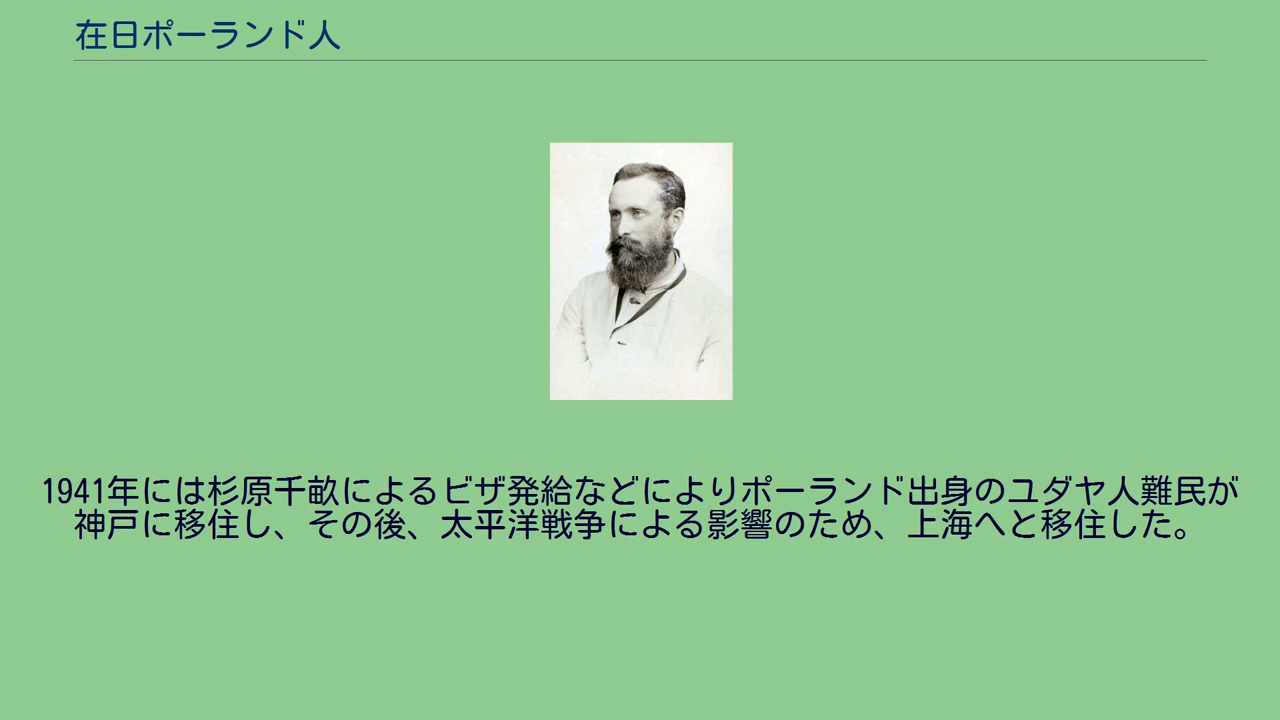 在日ポーランド人
1941年には杉原千畝によるビザ発給などによりポーランド出身のユダヤ人難民が
神戸に移住し、その後、太平洋戦争による影響のため、上海へと移住した。